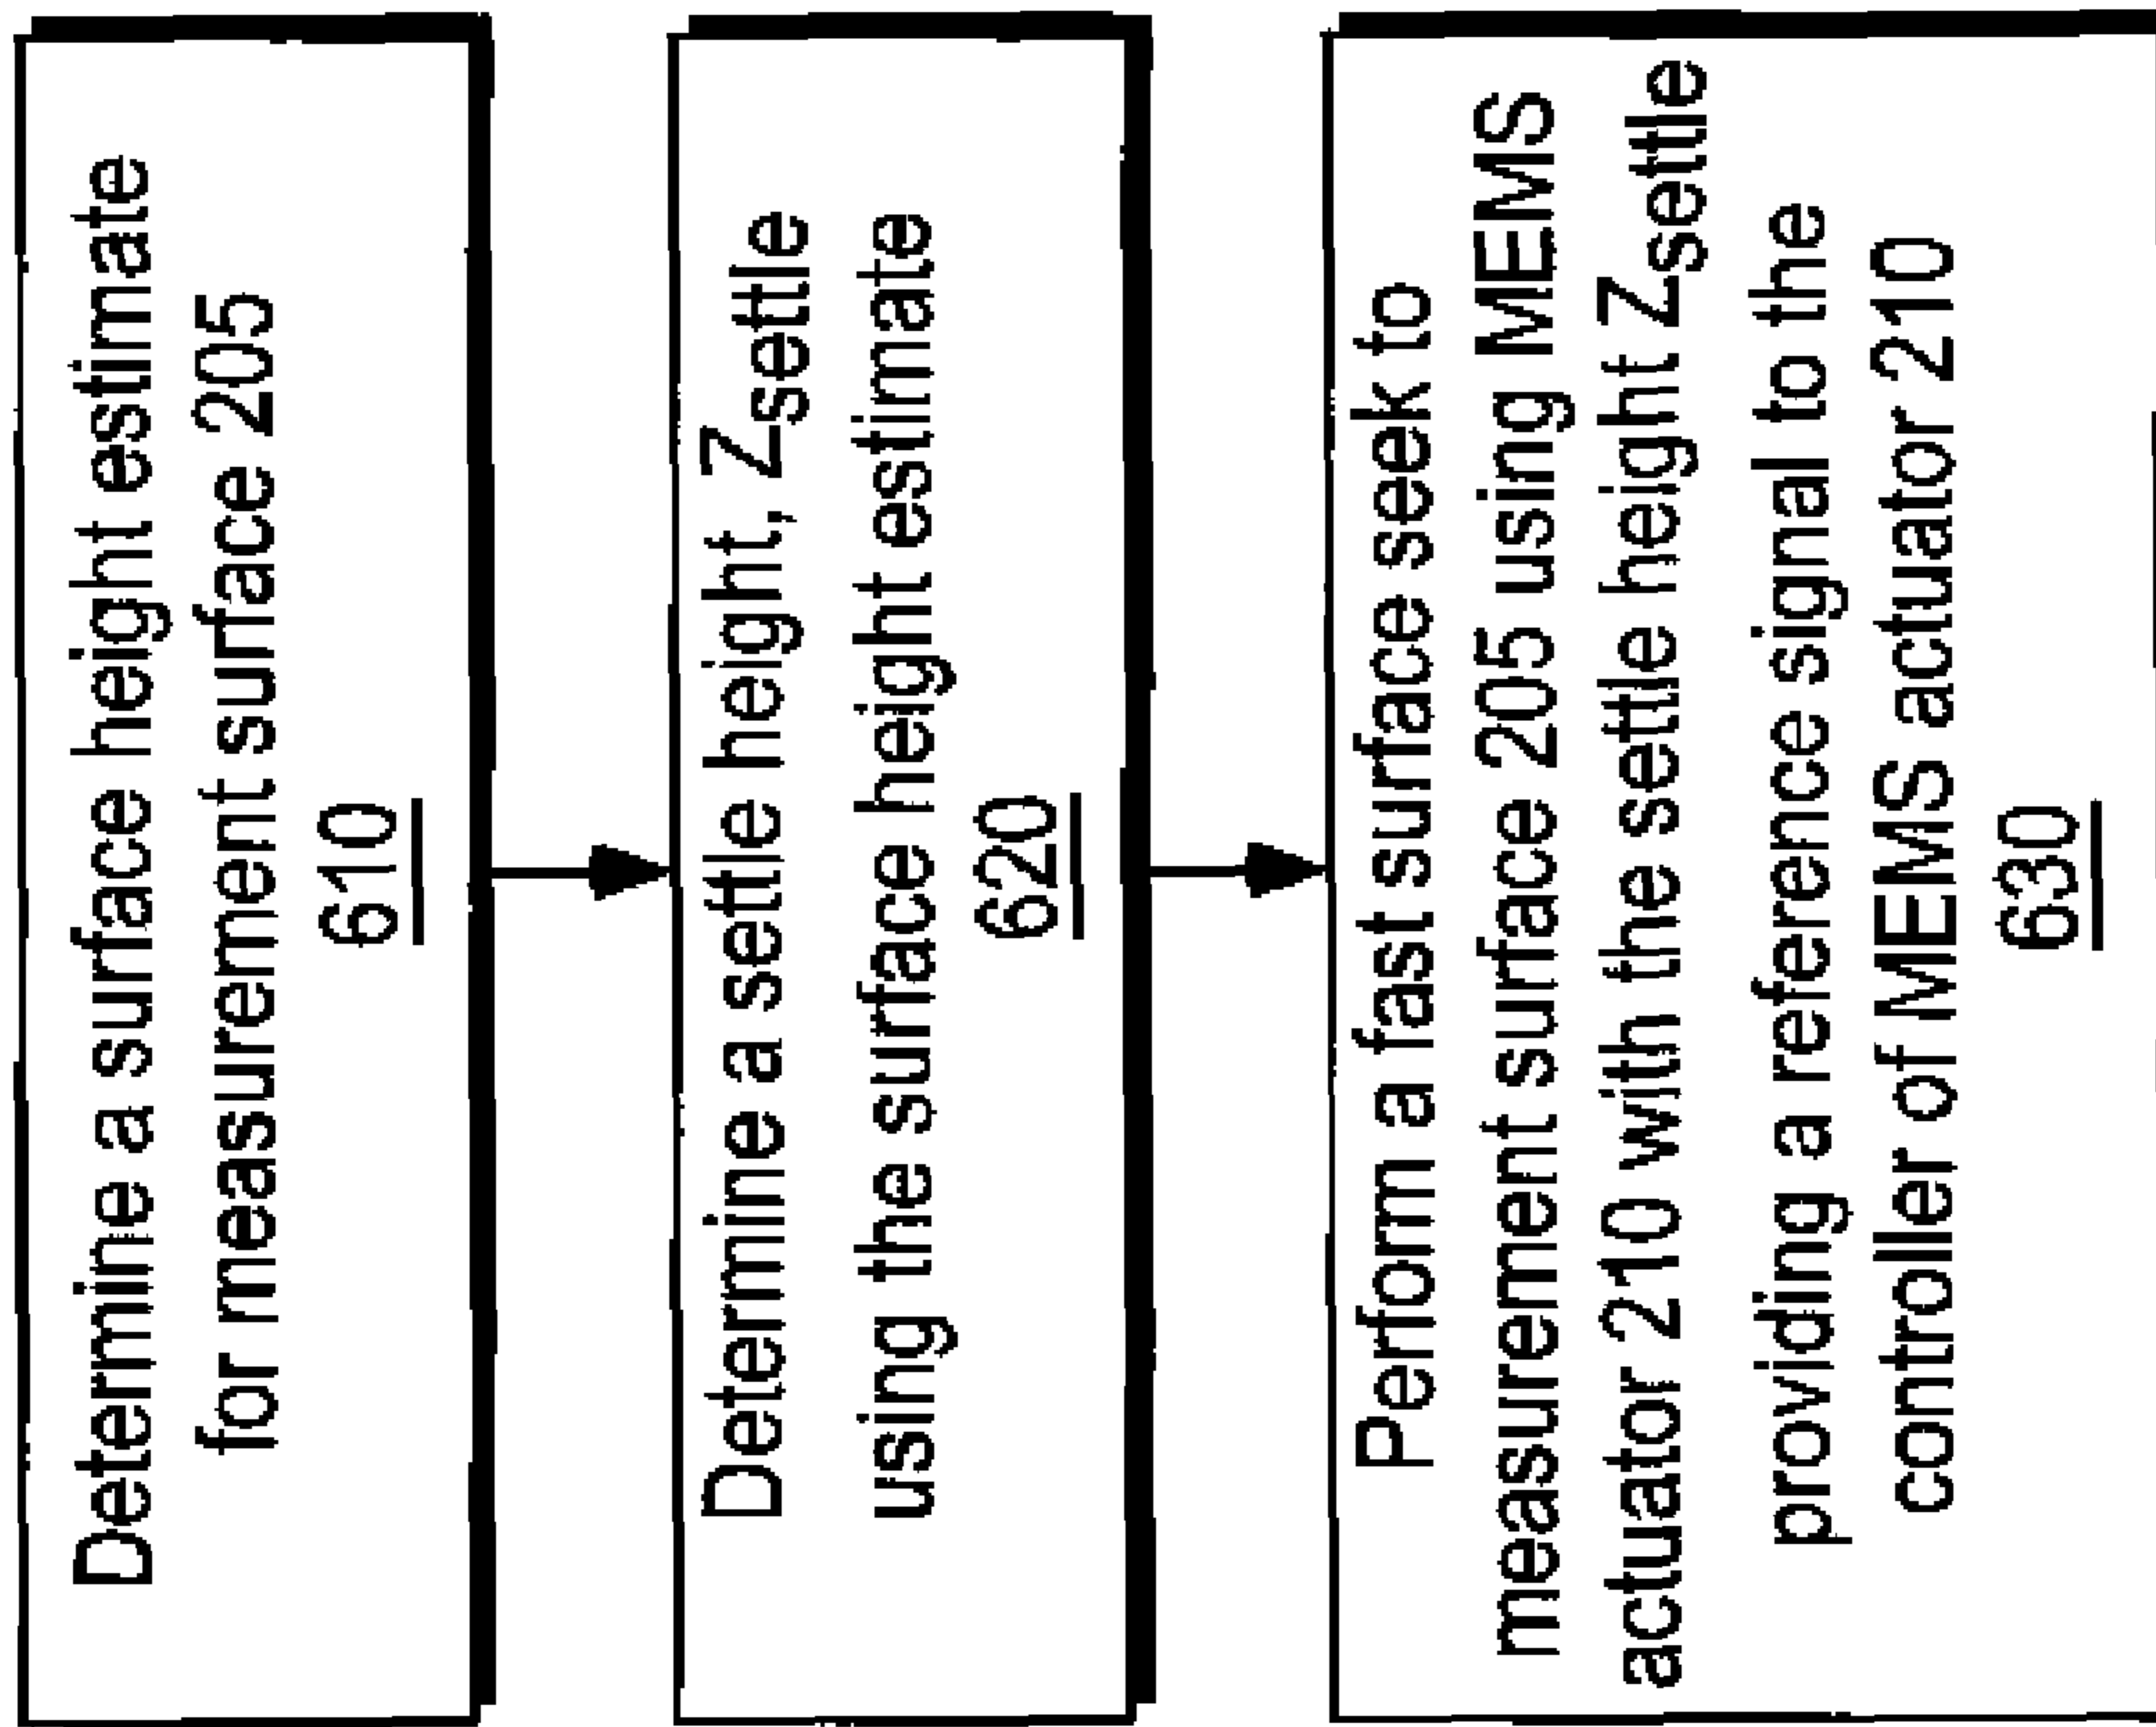 Determine a surface height estimate
for measurement surface 205
610
Determine a settle height, Zsettle
using the surface height estimate
620
Perform a fast surface seek to
measurement surface 205 using MEMS
actuator 210 with the settle height Zsettle
providing a reference signal to the
controller of MEMS actuator 210
630